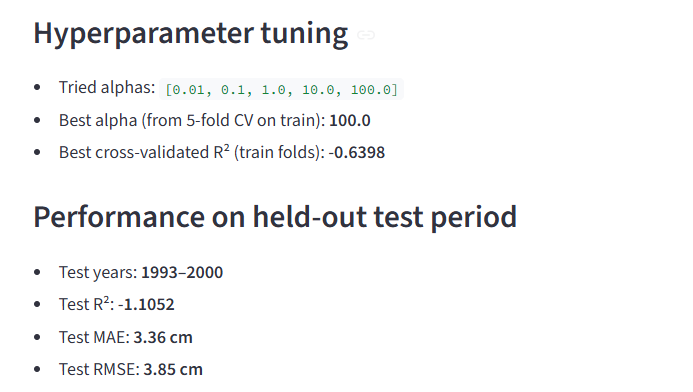 Hyperparameter tuning
• Tried alphas: [0.01, 0.1, 1.0, 10.0, 100.0]
• Best alpha (from 5-fold CV on train): 100.0
• Best cross-validated R² (train folds): -0.6398
Performance on held-out test period
• Test years: 1993–2000
• Test R²: -1.1052
• Test MAE: 3.36 cm
• Test RMSE: 3.85 cm